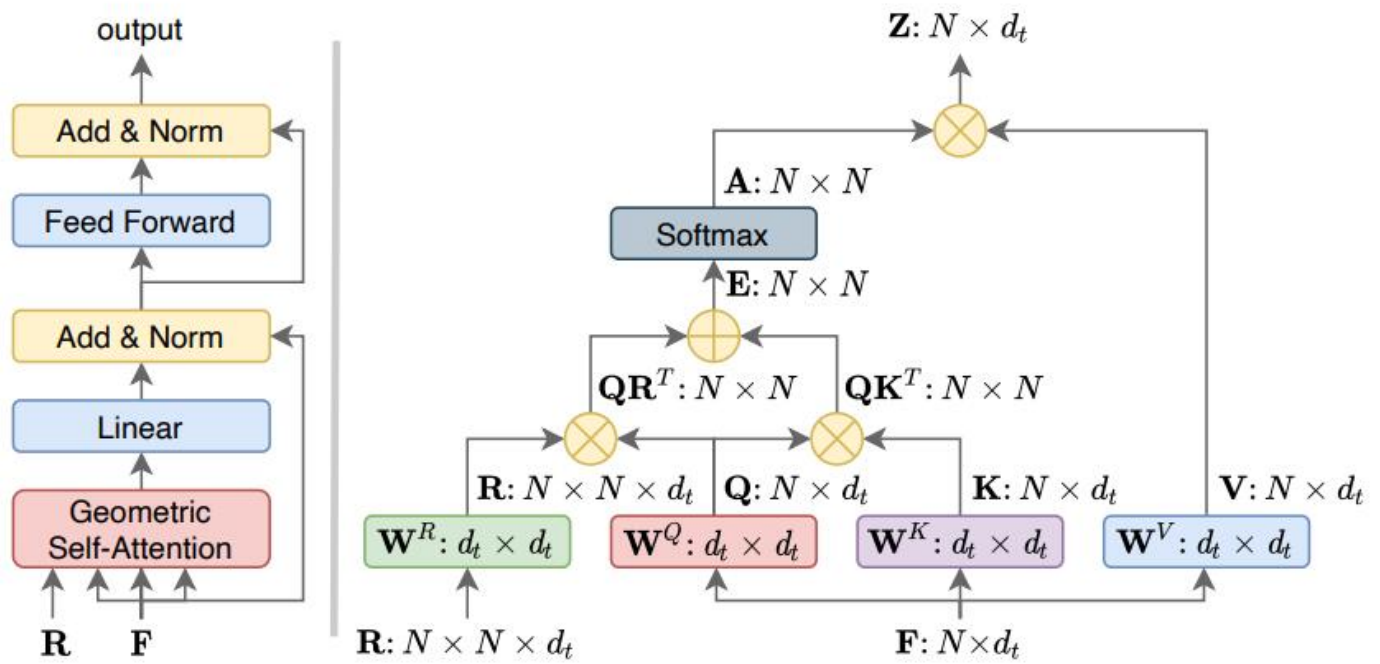 output
Add & Norm
Feed Forward
Add & Norm
Linear
Geometric
Self-Attention
R
F
Z: N × d_t
A: N × N
Softmax
E: N × N
QR^T: N × N
QK^T: N × N
R: N × N × d_t
Q: N × d_t
K: N × d_t
V: N × d_t
W^R: d_t × d_t
W^Q: d_t × d_t
W^K: d_t × d_t
W^V: d_t × d_t
R: N × N × d_t
F: N×d_t